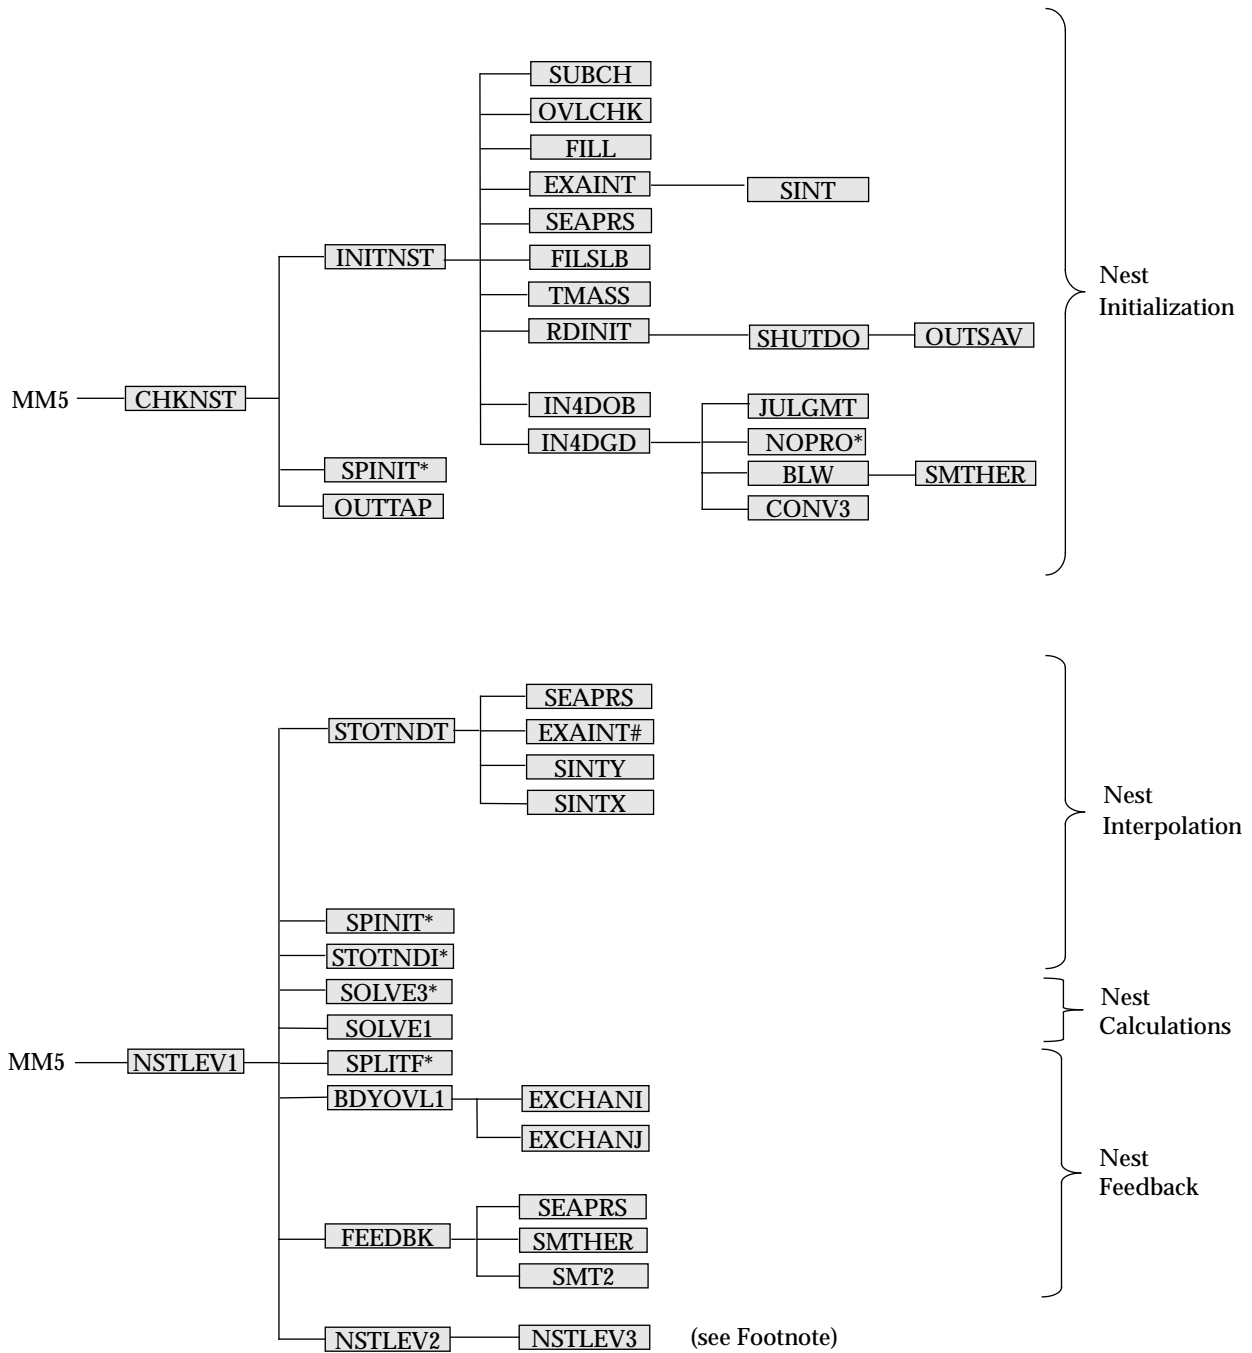 SUBCH
OVLCHK
FILL
EXAINT
SINT
SEAPRS
INITNST
FILSLB
TMASS
RDINIT
SHUTDO
OUTSAV
Nest
Initialization
MM5
CHKNST
IN4DOB
JULGMT
IN4DGD
NOPRO*
SPINIT*
BLW
SMTHER
OUTTAP
CONV3
SEAPRS
STOTNDT
EXAINT#
SINTY
SINTX
Nest
Interpolation
SPINIT*
STOTNDI*
SOLVE3*
SOLVE1
Nest
Calculations
MM5
NSTLEV1
SPLITF*
BDYOVL1
EXCHANI
EXCHANJ
Nest
Feedback
SEAPRS
FEEDBK
SMTHER
SMT2
NSTLEV2
NSTLEV3
(see Footnote)